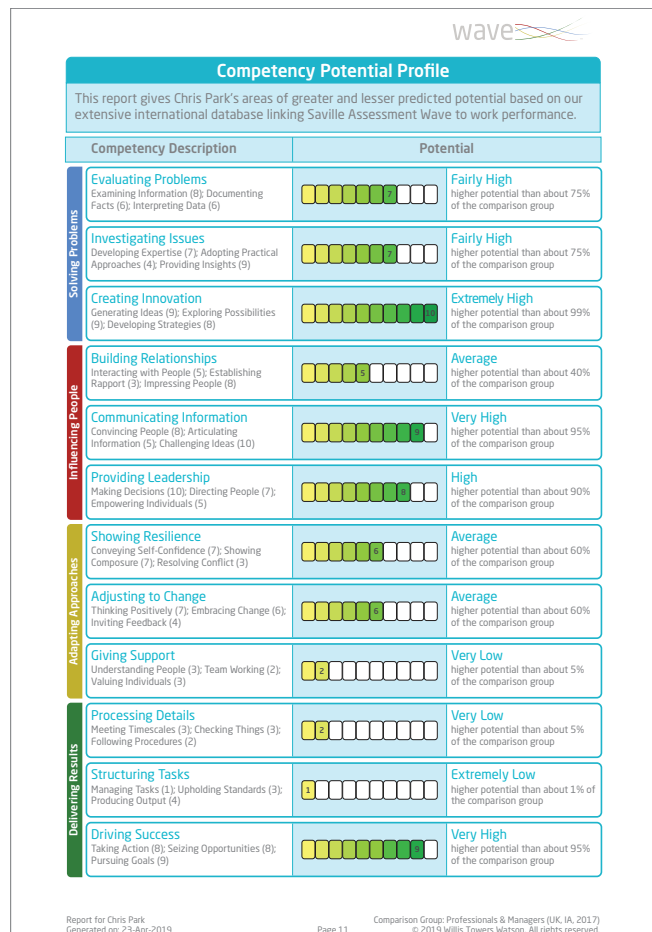 wave
Competency Potential Profile
This report gives Chris Park's areas of greater and lesser predicted potential based on our
extensive international database linking Saville Assessment Wave to work performance.
Competency Description
Potential
Solving Problems
Evaluating Problems
Examining Information (8); Documenting
Facts (6); Interpreting Data (6)
7
Fairly High
higher potential than about 75%
of the comparison group
Investigating Issues
Developing Expertise (7); Adopting Practical
Approaches (4); Providing Insights (9)
7
Fairly High
higher potential than about 75%
of the comparison group
Creating Innovation
Generating Ideas (9); Exploring Possibilities
(9); Developing Strategies (8)
10
Extremely High
higher potential than about 99%
of the comparison group
Influencing People
Building Relationships
Interacting with People (5); Establishing
Rapport (3); Impressing People (8)
5
Average
higher potential than about 40%
of the comparison group
Communicating Information
Convincing People (8); Articulating
Information (5); Challenging Ideas (10)
9
Very High
higher potential than about 95%
of the comparison group
Providing Leadership
Making Decisions (10); Directing People (7);
Empowering Individuals (5)
8
High
higher potential than about 90%
of the comparison group
Adapting Approaches
Showing Resilience
Conveying Self-Confidence (7); Showing
Composure (7); Resolving Conflict (3)
6
Average
higher potential than about 60%
of the comparison group
Adjusting to Change
Thinking Positively (7); Embracing Change (6);
Inviting Feedback (4)
6
Average
higher potential than about 60%
of the comparison group
Giving Support
Understanding People (3); Team Working (2);
Valuing Individuals (3)
2
Very Low
higher potential than about 5%
of the comparison group
Delivering Results
Processing Details
Meeting Timescales (3); Checking Things (3);
Following Procedures (2)
2
Very Low
higher potential than about 5%
of the comparison group
Structuring Tasks
Managing Tasks (1); Upholding Standards (3);
Producing Output (4)
1
Extremely Low
higher potential than about 1% of
the comparison group
Driving Success
Taking Action (8); Seizing Opportunities (8);
Pursuing Goals (9)
9
Very High
higher potential than about 95%
of the comparison group
Report for Chris Park
Comparison Group: Professionals & Managers (UK, IA, 2017)
Generated on: 23-Apr-2019
Page 11
© 2019 Willis Towers Watson. All rights reserved.